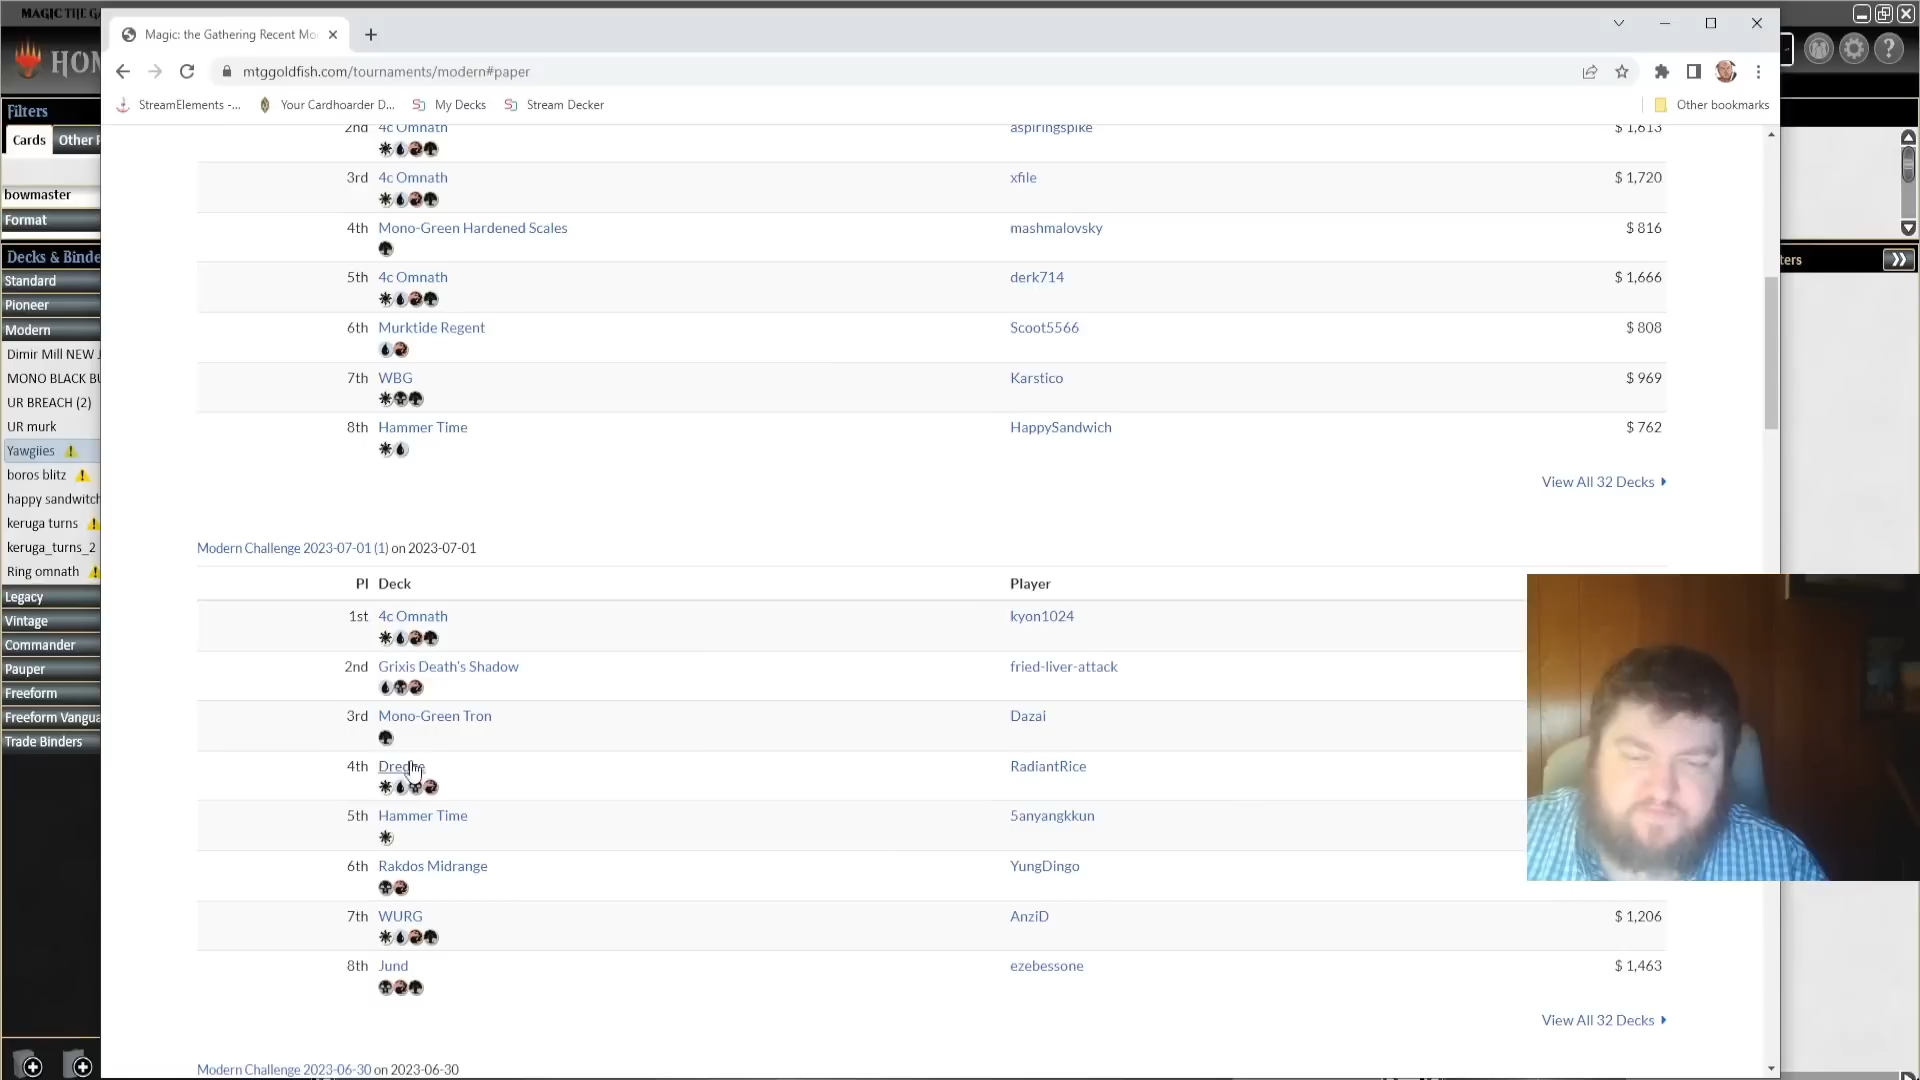 MAGIC THE GA
Magic: the Gathering Recent Mo
HOM
mtggoldfish.com/tournaments/modern#paper
StreamElements -...
Your Cardhoarder D...
My Decks
Stream Decker
Other bookmarks
Filters
Cards
Other F
bowmaster
Format
Decks & Binde
Standard
Pioneer
Modern
Dimir Mill NEW J
MONO BLACK BU
UR BREACH (2)
UR murk
Yawgiies
boros blitz
happy sandwitch
keruga turns
keruga_turns_2
Ring omnath
Legacy
Vintage
Commander
Pauper
Freeform
Freeform Vangua
Trade Binders
ters
2nd 4c Omnath aspiringspike $ 1,613
3rd 4c Omnath xfile $ 1,720
4th Mono-Green Hardened Scales mashmalovsky $ 816
5th 4c Omnath derk714 $ 1,666
6th Murktide Regent Scoot5566 $ 808
7th WBG Karstico $ 969
8th Hammer Time HappySandwich $ 762
View All 32 Decks
Modern Challenge 2023-07-01 (1) on 2023-07-01
Pl Deck Player
1st 4c Omnath kyon1024
2nd Grixis Death's Shadow fried-liver-attack
3rd Mono-Green Tron Dazai
4th Dredge RadiantRice
5th Hammer Time 5anyangkkun
6th Rakdos Midrange YungDingo
7th WURG AnziD $ 1,206
8th Jund ezebessone $ 1,463
View All 32 Decks
Modern Challenge 2023-06-30 on 2023-06-30